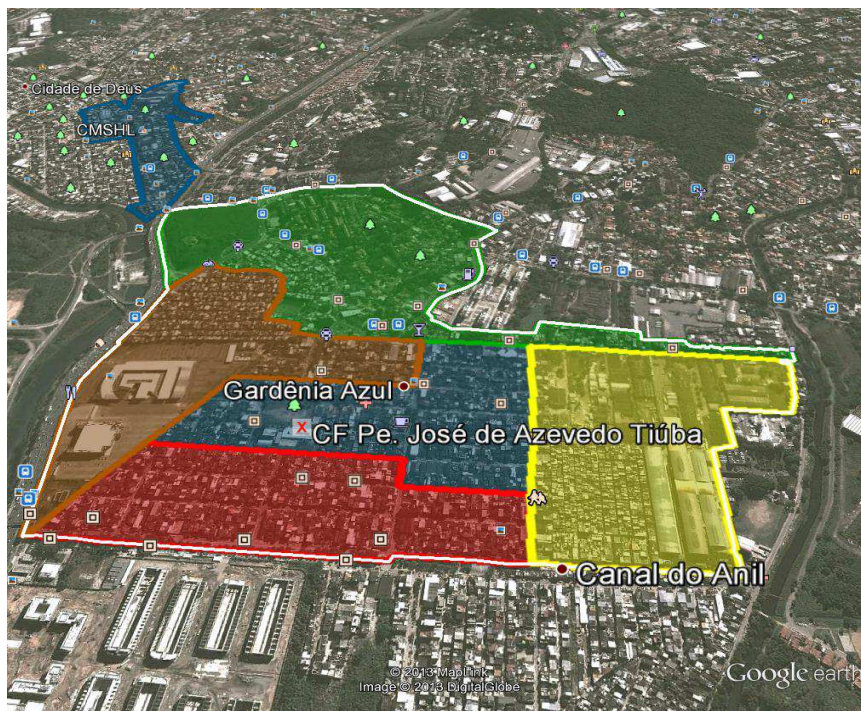 Cidade de Deus
CMSHL
Gardênia Azul
X CF Pe. José de Azevedo Tiúba
Canal do Anil
© 2013 MapLink
Image © 2013 DigitalGlobe
Google earth